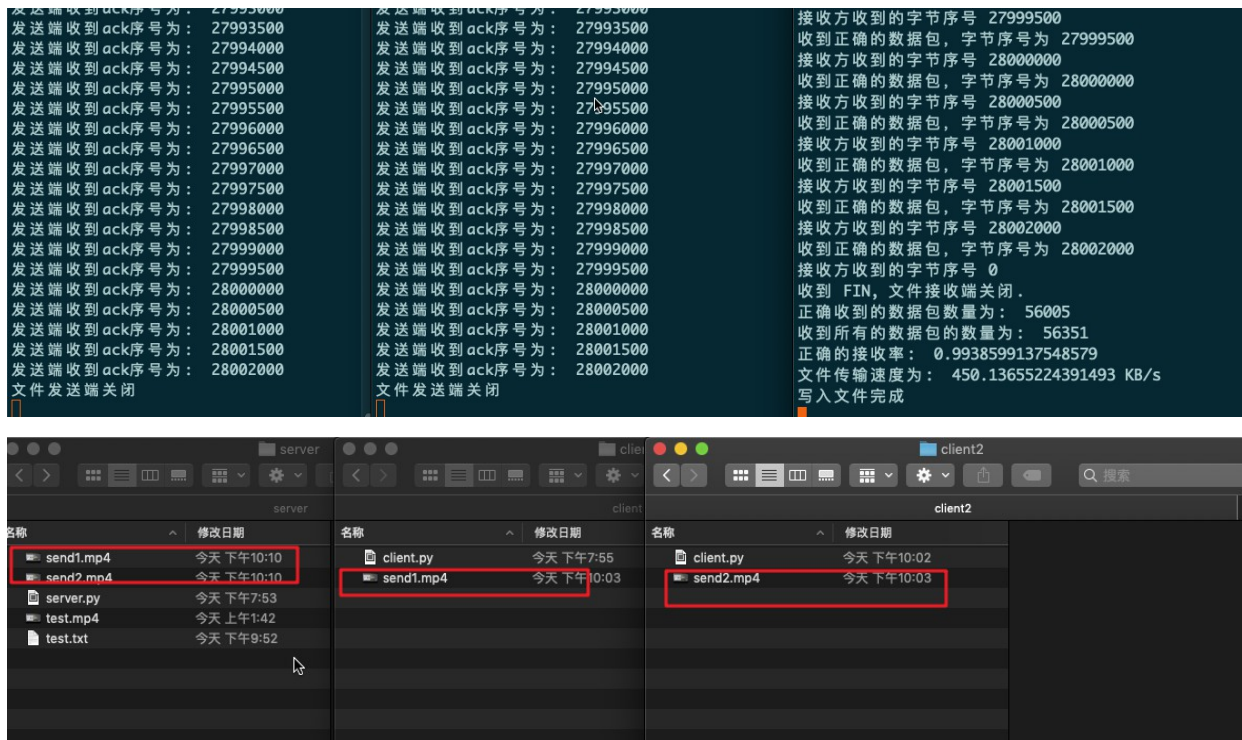 发送端收到ack序号为: 27993000
发送端收到ack序号为: 27993500
发送端收到ack序号为: 27994000
发送端收到ack序号为: 27994500
发送端收到ack序号为: 27995000
发送端收到ack序号为: 27995500
发送端收到ack序号为: 27996000
发送端收到ack序号为: 27996500
发送端收到ack序号为: 27997000
发送端收到ack序号为: 27997500
发送端收到ack序号为: 27998000
发送端收到ack序号为: 27998500
发送端收到ack序号为: 27999000
发送端收到ack序号为: 27999500
发送端收到ack序号为: 28000000
发送端收到ack序号为: 28000500
发送端收到ack序号为: 28001000
发送端收到ack序号为: 28001500
发送端收到ack序号为: 28002000
文件发送端关闭
发送端收到ack序号为: 27993000
发送端收到ack序号为: 27993500
发送端收到ack序号为: 27994000
发送端收到ack序号为: 27994500
发送端收到ack序号为: 27995000
发送端收到ack序号为: 27995500
发送端收到ack序号为: 27996000
发送端收到ack序号为: 27996500
发送端收到ack序号为: 27997000
发送端收到ack序号为: 27997500
发送端收到ack序号为: 27998000
发送端收到ack序号为: 27998500
发送端收到ack序号为: 27999000
发送端收到ack序号为: 27999500
发送端收到ack序号为: 28000000
发送端收到ack序号为: 28000500
发送端收到ack序号为: 28001000
发送端收到ack序号为: 28001500
发送端收到ack序号为: 28002000
文件发送端关闭
接收方收到的字节序号 27999500
收到正确的数据包, 字节序号为 27999500
接收方收到的字节序号 28000000
收到正确的数据包, 字节序号为 28000000
接收方收到的字节序号 28000500
收到正确的数据包, 字节序号为 28000500
接收方收到的字节序号 28001000
收到正确的数据包, 字节序号为 28001000
接收方收到的字节序号 28001500
收到正确的数据包, 字节序号为 28001500
接收方收到的字节序号 28002000
收到正确的数据包, 字节序号为 28002000
接收方收到的字节序号 0
收到 FIN, 文件接收端关闭.
正确收到的数据包数量为: 56005
收到所有的数据包的数量为: 56351
正确的接收率: 0.9938599137548579
文件传输速度为: 450.13655224391493 KB/s
写入文件完成
server
server
名称 修改日期
send1.mp4 今天 下午10:10
send2.mp4 今天 下午10:10
server.py 今天 下午7:53
test.mp4 今天 上午1:42
test.txt 今天 下午9:52
clie
client
名称 修改日期
client.py 今天 下午7:55
send1.mp4 今天 下午10:03
client2
搜索
client2
名称 修改日期
client.py 今天 下午10:02
send2.mp4 今天 下午10:03